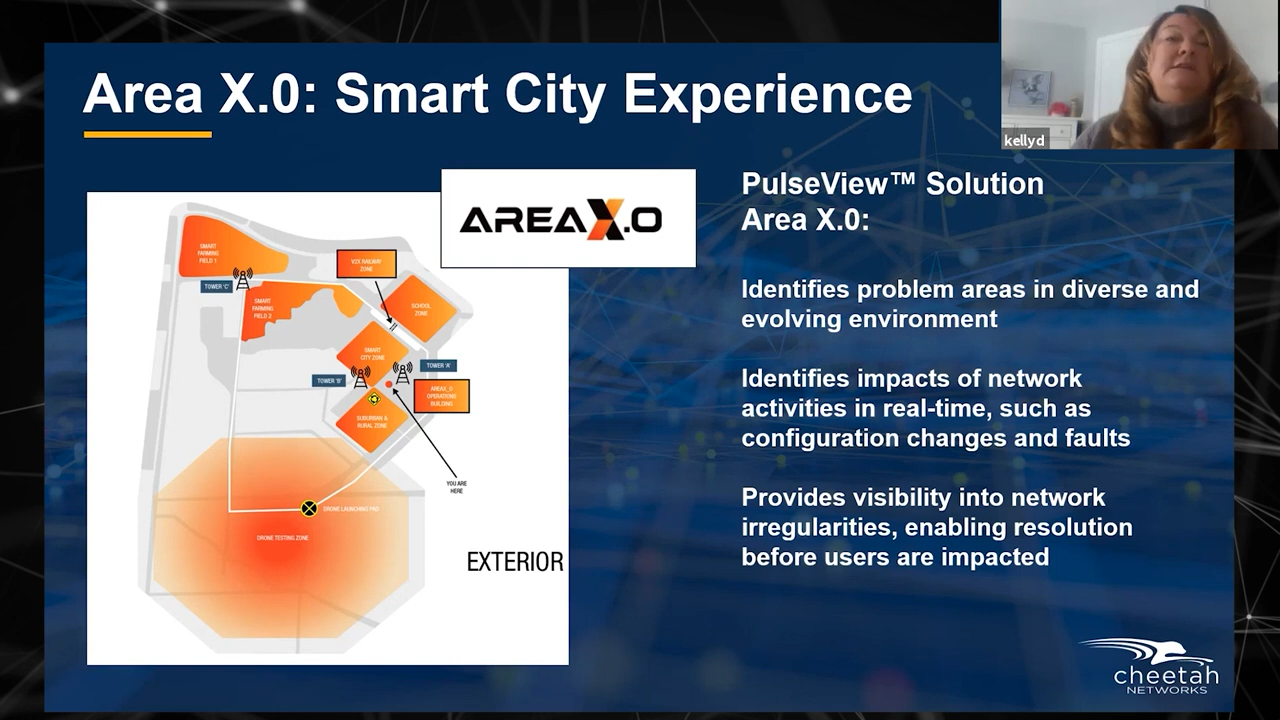 Area X.0: Smart City Experience
kellyd
AREAX.O
PulseView™ Solution
Area X.0:
Identifies problem areas in diverse and
evolving environment
Identifies impacts of network
activities in real-time, such as
configuration changes and faults
Provides visibility into network
irregularities, enabling resolution
before users are impacted
SMART
FARMING
FIELD 1
TOWER 'C'
SMART
FARMING
FIELD 2
V2X RAILWAY
ZONE
SCHOOL
ZONE
SMART
CITY ZONE
TOWER 'A'
TOWER 'B'
AREAX_O
OPERATIONS
BUILDING
SUBURBAN &
RURAL ZONE
YOU ARE
HERE
DRONE LAUNCHING PAD
DRONE TESTING ZONE
EXTERIOR
cheetah
NETWORKS